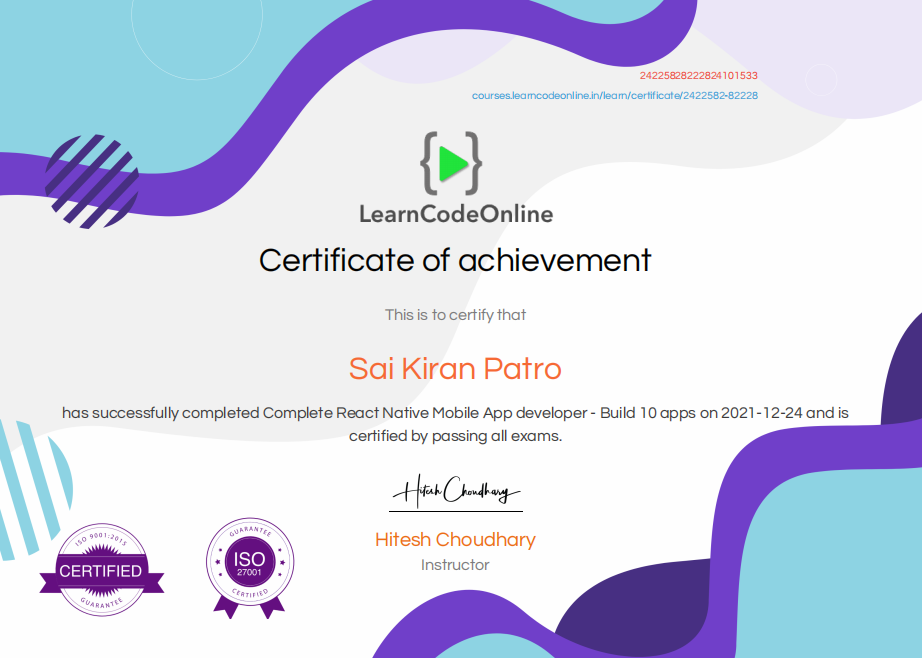 24225828222824101533
courses.learncodeonline.in/learn/certificate/2422582-82228
LearnCodeOnline
Certificate of achievement
This is to certify that
Sai Kiran Patro
has successfully completed Complete React Native Mobile App developer - Build 10 apps on 2021-12-24 and is
certified by passing all exams.
Hitesh Choudhary
Hitesh Choudhary
Instructor
ISO 9001:2015
CERTIFIED
GUARANTEE
GUARANTEE
ISO
27001
CERTIFIED